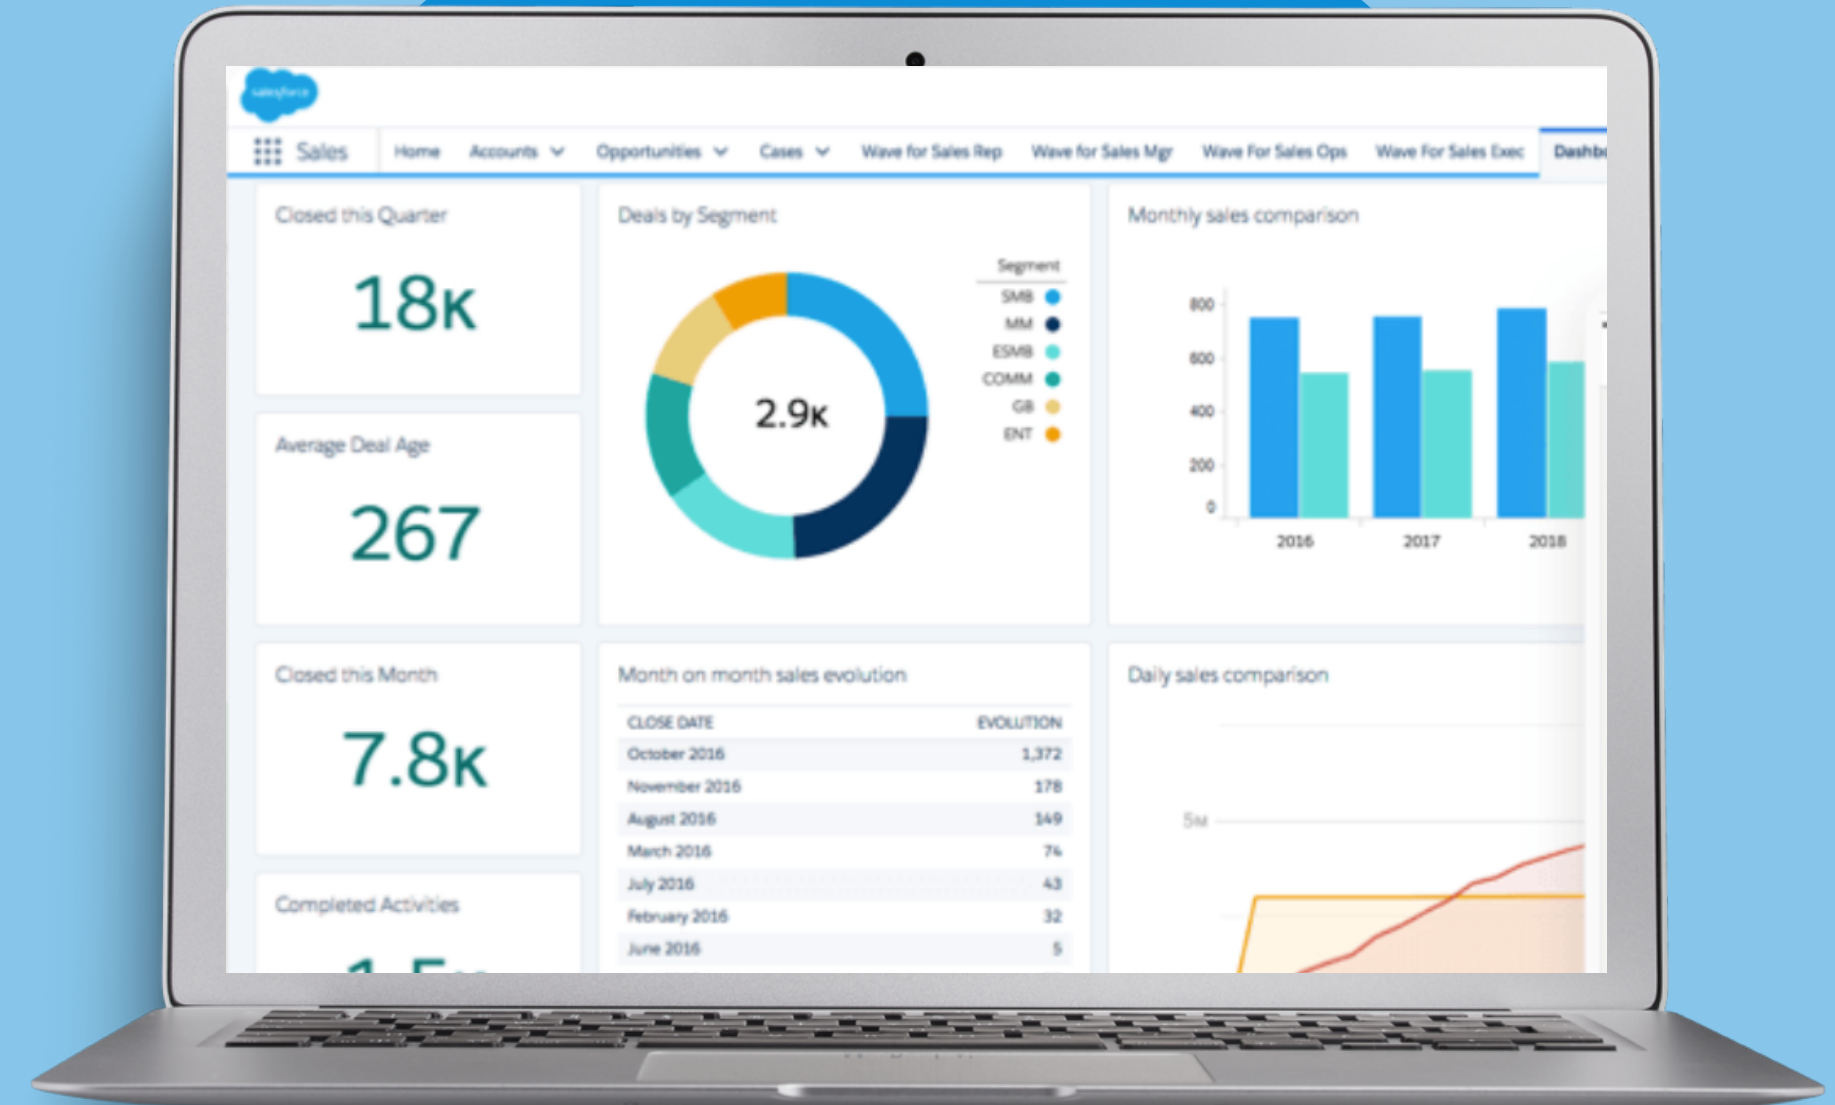 salesforce
Sales Home Accounts Opportunities Cases Wave for Sales Rep Wave for Sales Mgr Wave For Sales Ops Wave For Sales Exec Dashbo
Closed this Quarter
18K
Average Deal Age
267
Closed this Month
7.8K
Completed Activities
Deals by Segment
2.9K
Segment
SMB
MM
ESMB
COMM
GB
ENT
Month on month sales evolution
CLOSE DATE EVOLUTION
October 2016 1,372
November 2016 178
August 2016 149
March 2016 74
July 2016 43
February 2016 32
June 2016 5
Monthly sales comparison
800
600
400
200
0
2016 2017 2018
Daily sales comparison
5M